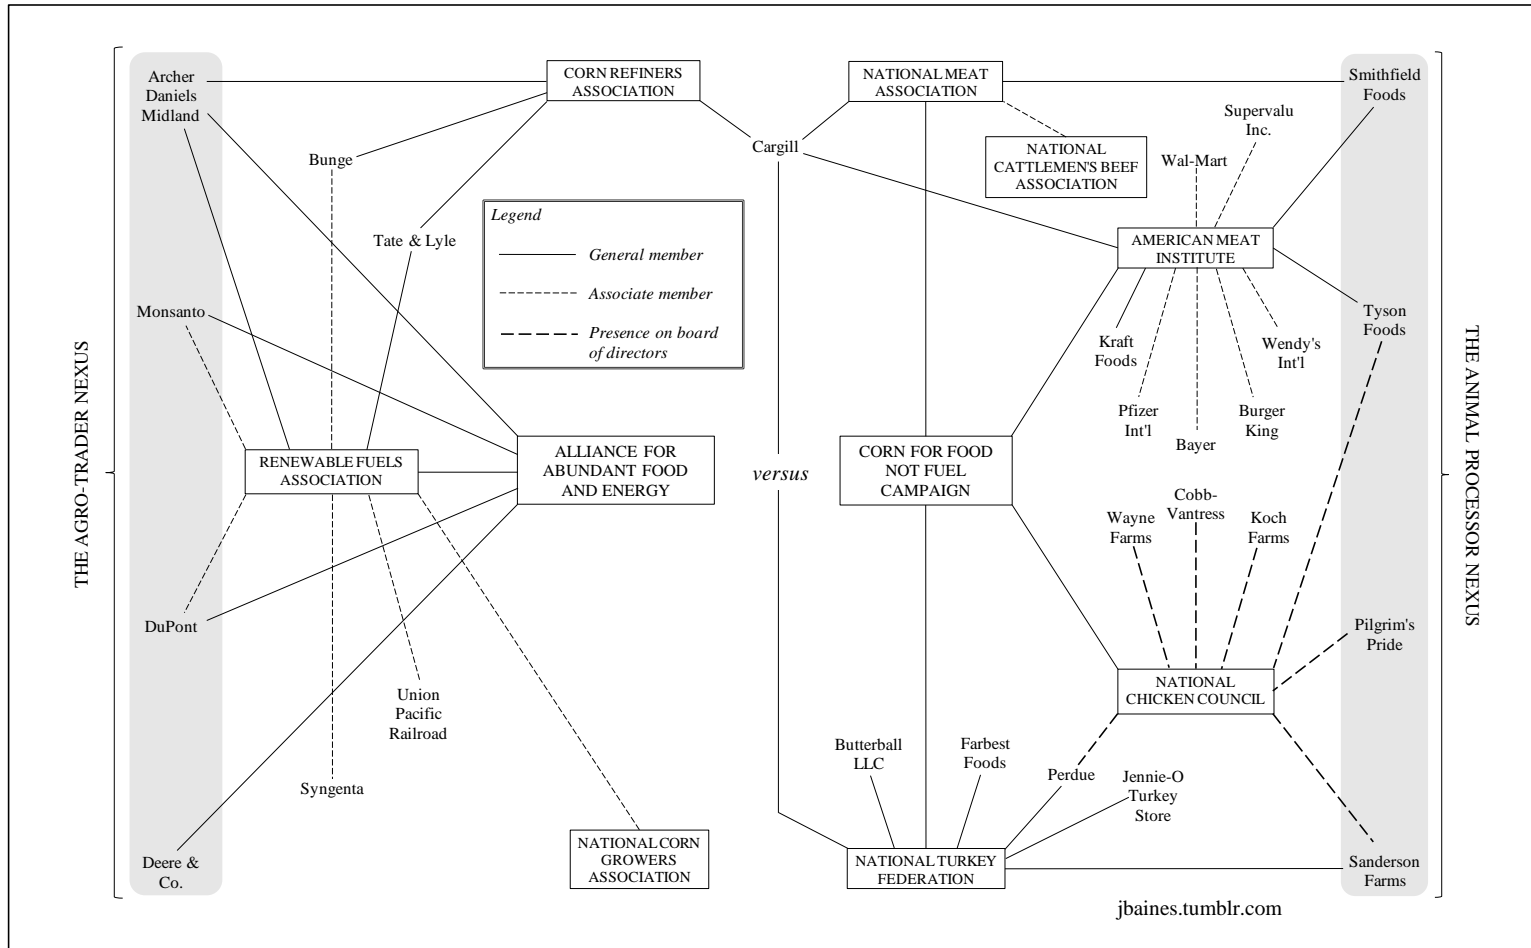 THE AGRO-TRADER NEXUS
Archer
Daniels
Midland
Monsanto
DuPont
Deere &
Co.
CORN REFINERS
ASSOCIATION
Bunge
Tate & Lyle
Legend
General member
Associate member
Presence on board
of directors
RENEWABLE FUELS
ASSOCIATION
ALLIANCE FOR
ABUNDANT FOOD
AND ENERGY
Union
Pacific
Railroad
Syngenta
NATIONAL CORN
GROWERS
ASSOCIATION
Cargill
versus
NATIONAL MEAT
ASSOCIATION
NATIONAL
CATTLEMEN'S BEEF
ASSOCIATION
Wal-Mart
Supervalu
Inc.
AMERICAN MEAT
INSTITUTE
Kraft
Foods
Wendy's
Int'l
Pfizer
Int'l
Bayer
Burger
King
CORN FOR FOOD
NOT FUEL
CAMPAIGN
Wayne
Farms
Cobb-
Vantress
Koch
Farms
NATIONAL
CHICKEN COUNCIL
Butterball
LLC
Farbest
Foods
Perdue
Jennie-O
Turkey
Store
NATIONAL TURKEY
FEDERATION
Smithfield
Foods
Tyson
Foods
Pilgrim's
Pride
Sanderson
Farms
THE ANIMAL PROCESSOR NEXUS
jbaines.tumblr.com